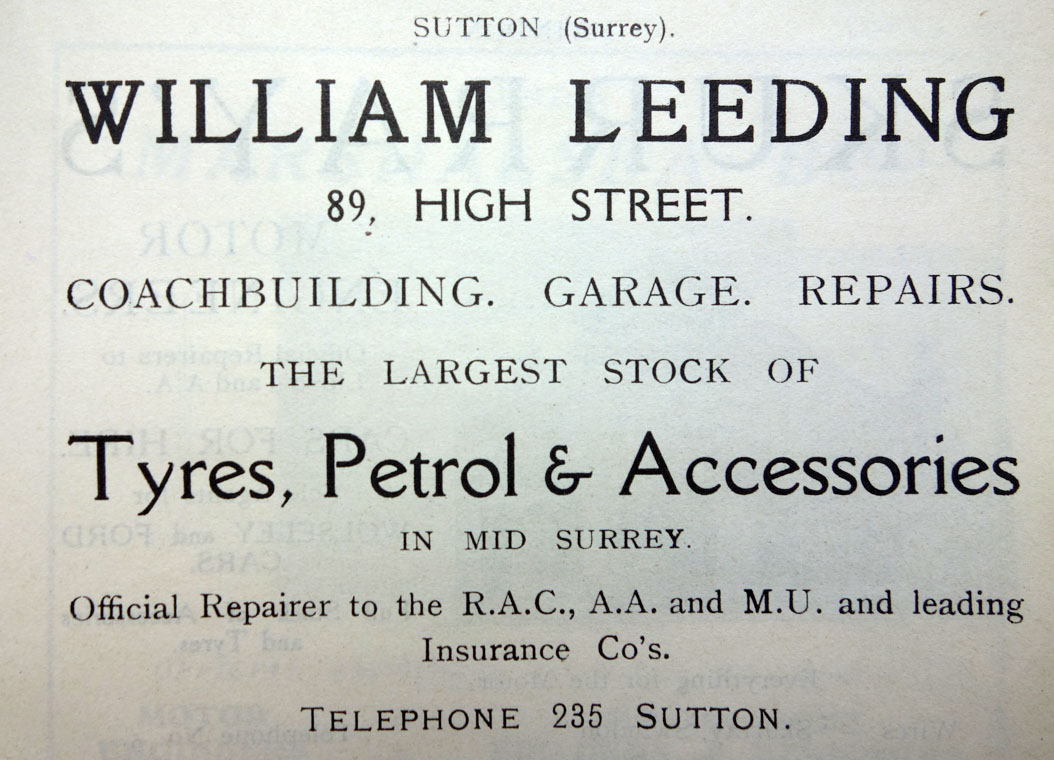 SUTTON (Surrey).
WILLIAM LEEDING
89, HIGH STREET.
COACHBUILDING. GARAGE. REPAIRS.
THE LARGEST STOCK OF
Tyres, Petrol & Accessories
IN MID SURREY.
Official Repairer to the R.A.C., A.A. and M.U. and leading
Insurance Co's.
TELEPHONE 235 SUTTON.